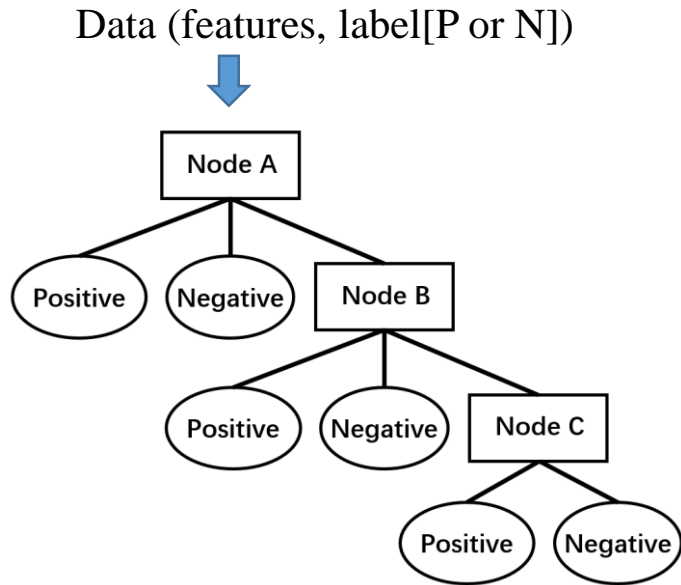 Data (features, label[P or N])
Node A
Positive Negative Node B
Positive Negative Node C
Positive Negative